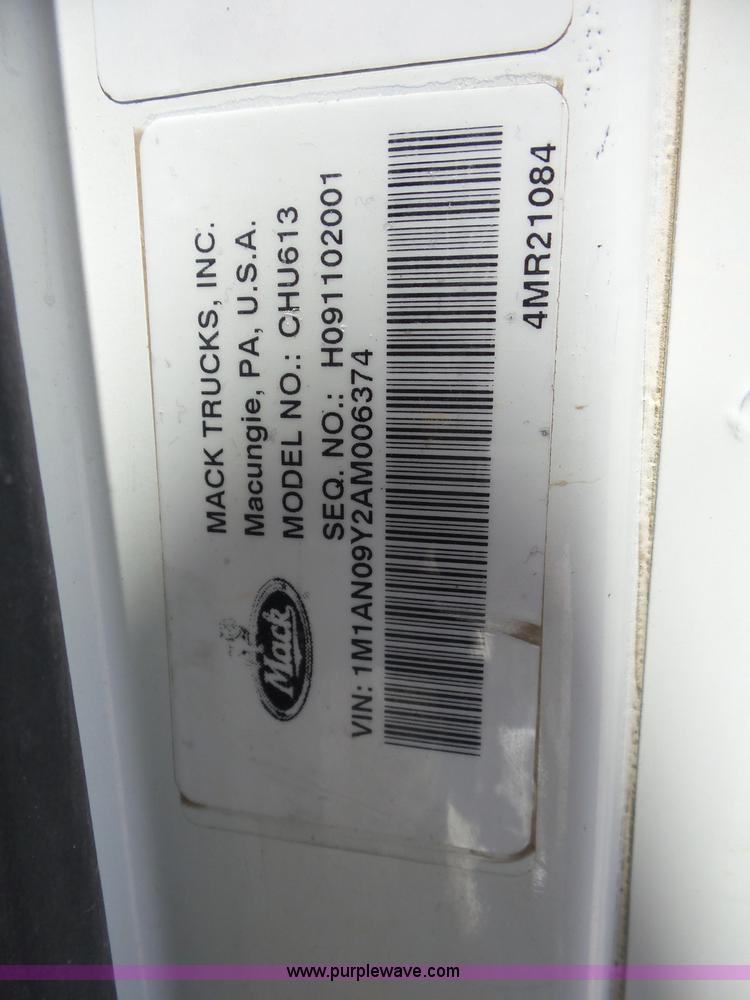 MACK TRUCKS, INC.
Macungie, PA, U.S.A.
MODEL NO.: CHU613
SEQ. NO.: H091102001
Mack
VIN: 1M1AN09Y2AM006374
4MR21084
www.purplewave.com